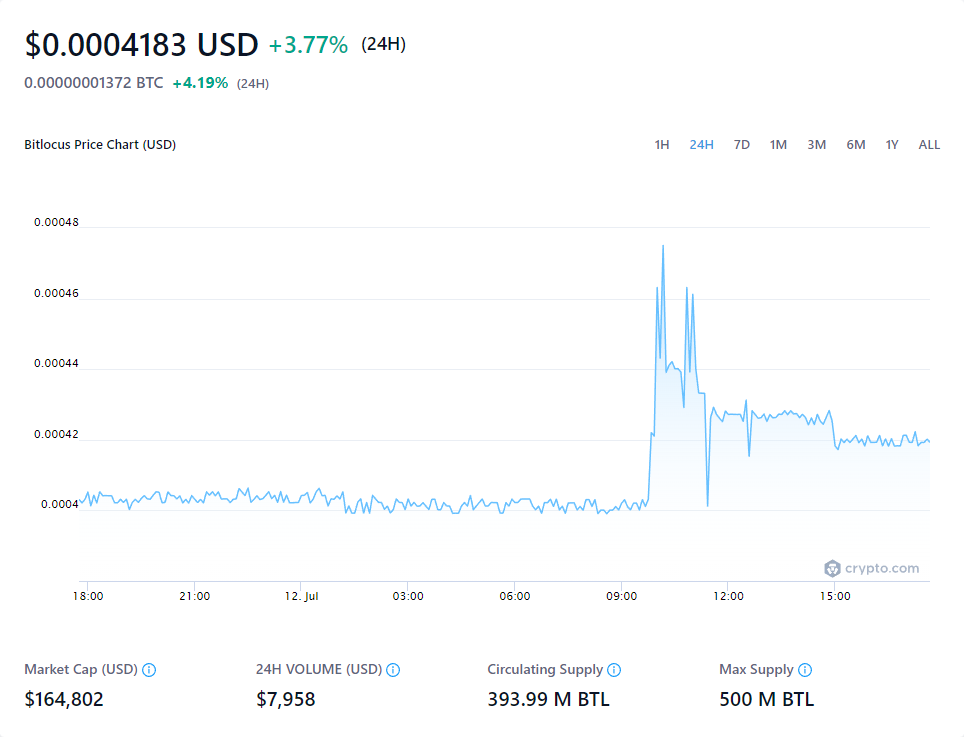 $0.0004183 USD +3.77% (24H)
0.00000001372 BTC +4.19% (24H)
Bitlocus Price Chart (USD) 1H 24H 7D 1M 3M 6M 1Y ALL
0.00048
0.00046
0.00044
0.00042
0.0004
crypto.com
18:00 21:00 12. Jul 03:00 06:00 09:00 12:00 15:00
Market Cap (USD) 24H VOLUME (USD) Circulating Supply Max Supply
$164,802 $7,958 393.99 M BTL 500 M BTL